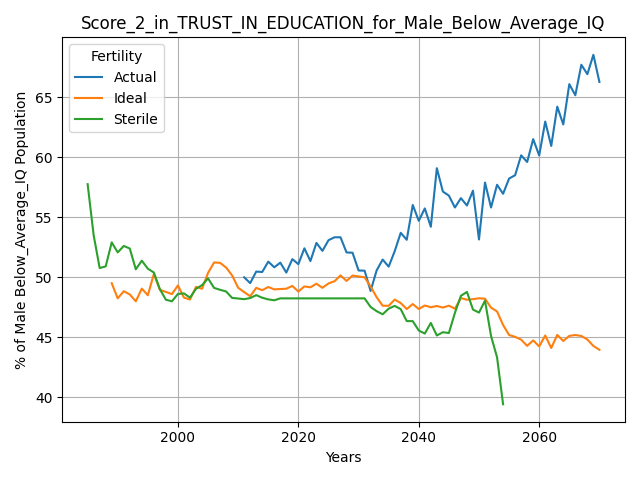 Score_2_in_TRUST_IN_EDUCATION_for_Male_Below_Average_IQ
Fertility
Actual
Ideal
Sterile
% of Male Below_Average_IQ Population
65
60
55
50
45
40
2000
2020
2040
2060
Years